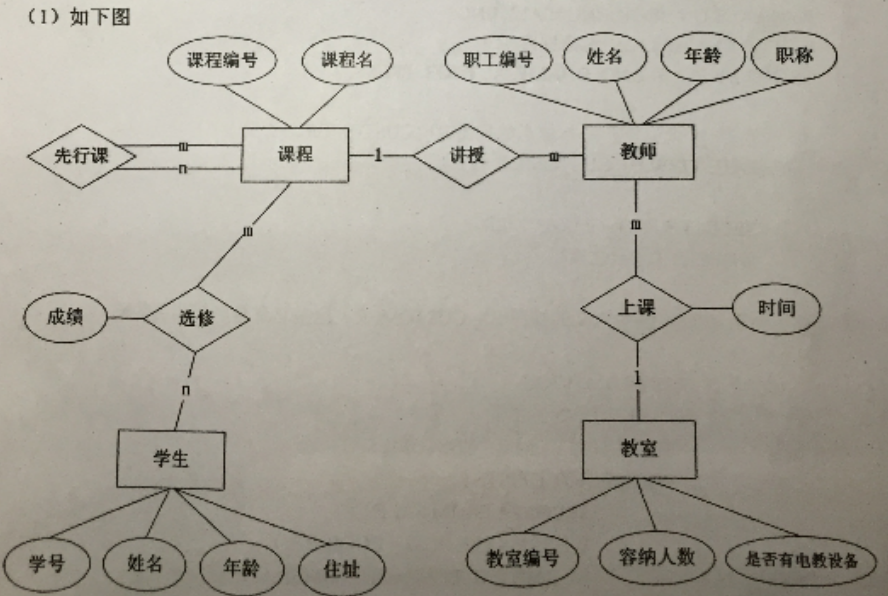 （1）如下图
课程编号 课程名 职工编号 姓名 年龄 职称
先行课 m n 课程 1 讲授 m 教师
m m
成绩 选修 上课 时间
n 1
学生 教室
学号 姓名 年龄 住址 教室编号 容纳人数 是否有电教设备